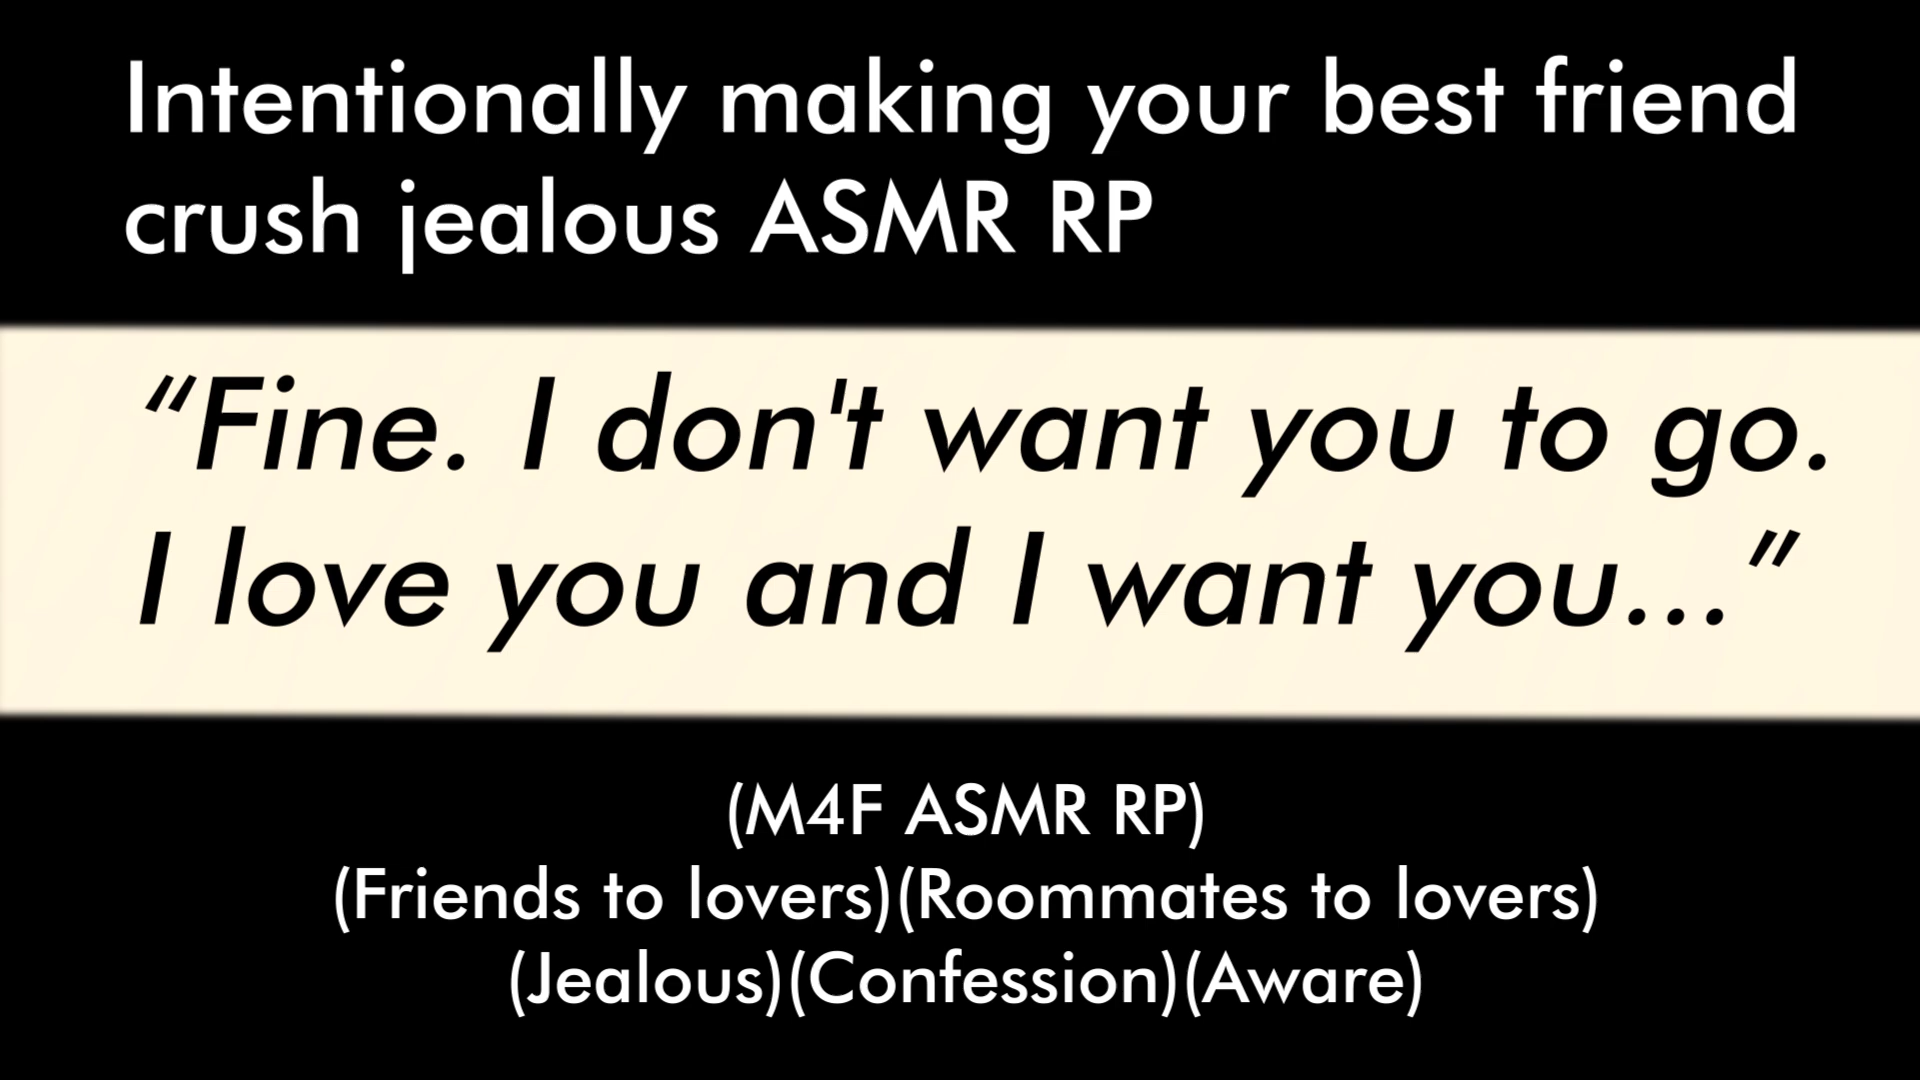 Intentionally making your best friend
crush jealous ASMR RP
“Fine. I don't want you to go.
I love you and I want you...”
(M4F ASMR RP)
(Friends to lovers)(Roommates to lovers)
(Jealous)(Confession)(Aware)